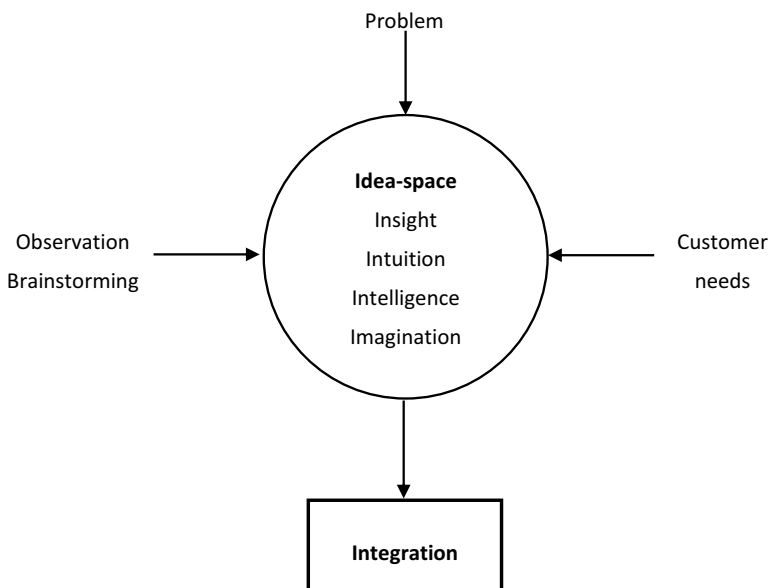 Problem
Idea-space
Insight
Observation
Brainstorming
Intuition
Intelligence
Imagination
Customer
needs
Integration